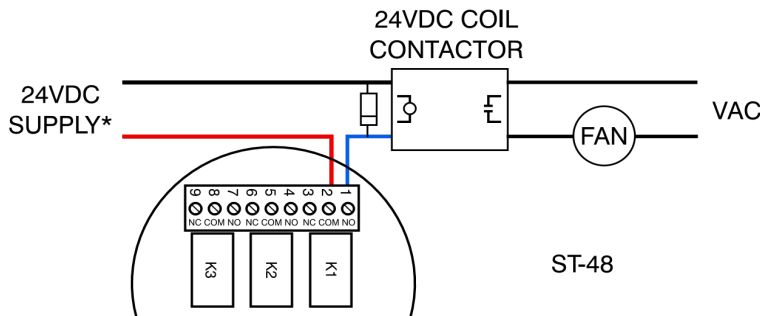 24VDC COIL
CONTACTOR
24VDC
SUPPLY*
VAC
FAN
9 8 7 6 5 4 3 2 1
NC COM NO NC COM NO NC COM NO
K3 K2 K1
ST-48